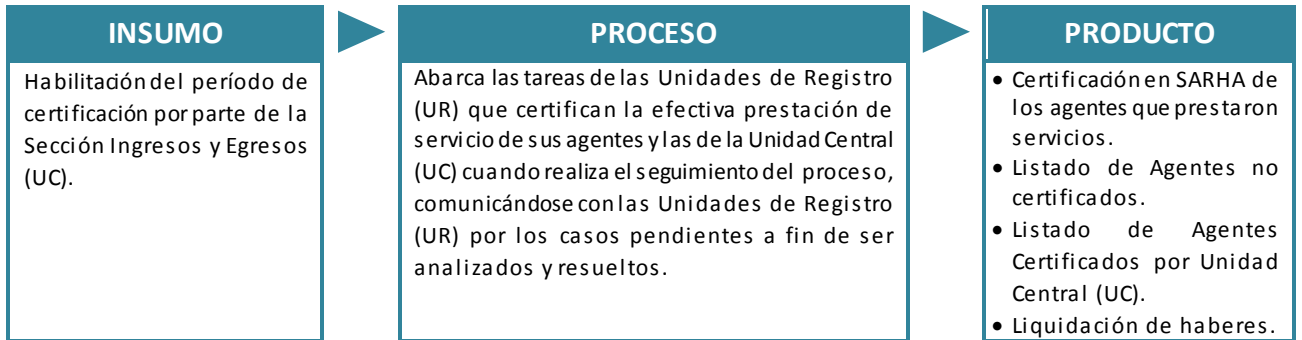 INSUMO
Habilitación del período de
certificación por parte de la
Sección Ingresos y Egresos
(UC).
PROCESO
Abarca las tareas de las Unidades de Registro
(UR) que certifican la efectiva prestación de
servicio de sus agentes y las de la Unidad Central
(UC) cuando realiza el seguimiento del proceso,
comunicándose con las Unidades de Registro
(UR) por los casos pendientes a fin de ser
analizados y resueltos.
PRODUCTO
• Certificación en SARHA de
los agentes que prestaron
servicios.
• Listado de Agentes no
certificados.
• Listado de Agentes
Certificados por Unidad
Central (UC).
• Liquidación de haberes.